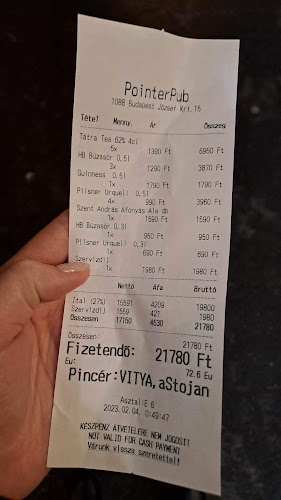 PointerPub
1088 Budapest József Krt.15
Tétel Menny. Ár Összeg
Tátra Tea 62% 4cl
5x 1390 Ft 6950 Ft
HB Búzasör 0,5l
3x 1290 Ft 3870 Ft
Guinness 0,5l
1x 1790 Ft 1790 Ft
Pilsner Urquell 0,5l
4x 990 Ft 3960 Ft
Szent András Áfonyás Ale db
1x 1590 Ft 1590 Ft
HB Búzasör 0,3l
1x 950 Ft 950 Ft
Pilsner Urquell 0,3l
1x 690 Ft 690 Ft
Szervizdíj
1x 1980 Ft 1980 Ft
Nettó Áfa Bruttó
Ital (27%) 15591 4209 19800
Szervízdíj 1559 421 1980
Összesen 17150 4630 21780
Összesen: 21780 Ft
Fizetendő: 21780 Ft
Eu: 72.6 Eu
Pincér:VITYA,aStojan
Asztal:E 6
2023.02.04. 0:49:47
KÉSZPÉNZ ÁTVÉTELÉRE NEM JOGOSÍT!
NOT VALID FOR CASH PAYMENT
Várunk vissza szeretettel!